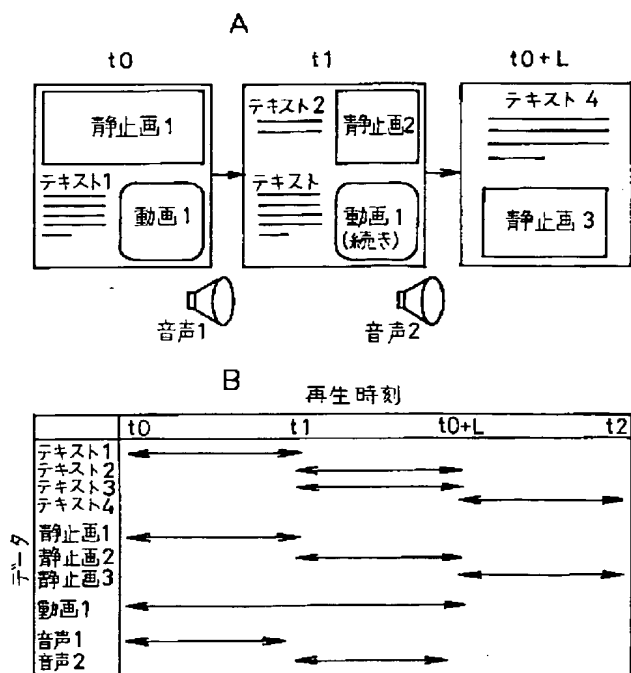 A
t0 t1 t0+L
静止画1
テキスト1
動画1
テキスト2
静止画2
テキスト
動画1
(続き)
テキスト4
静止画3
音声1
音声2
B
再生時刻
t0 t1 t0+L t2
データ
テキスト1
テキスト2
テキスト3
テキスト4
静止画1
静止画2
静止画3
動画1
音声1
音声2